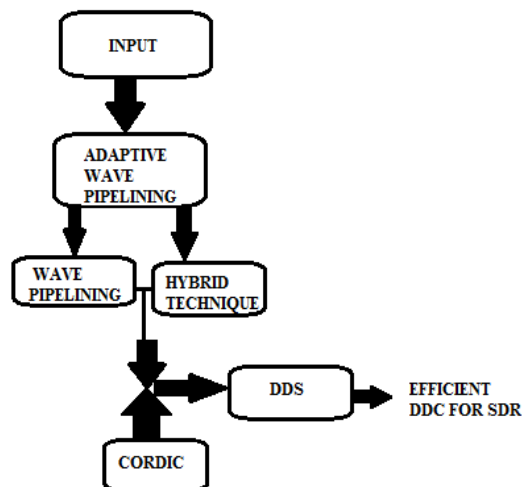 INPUT
ADAPTIVE
WAVE
PIPELINING
WAVE
PIPELINING
HYBRID
TECHNIQUE
DDS
EFFICIENT
DDC FOR SDR
CORDIC